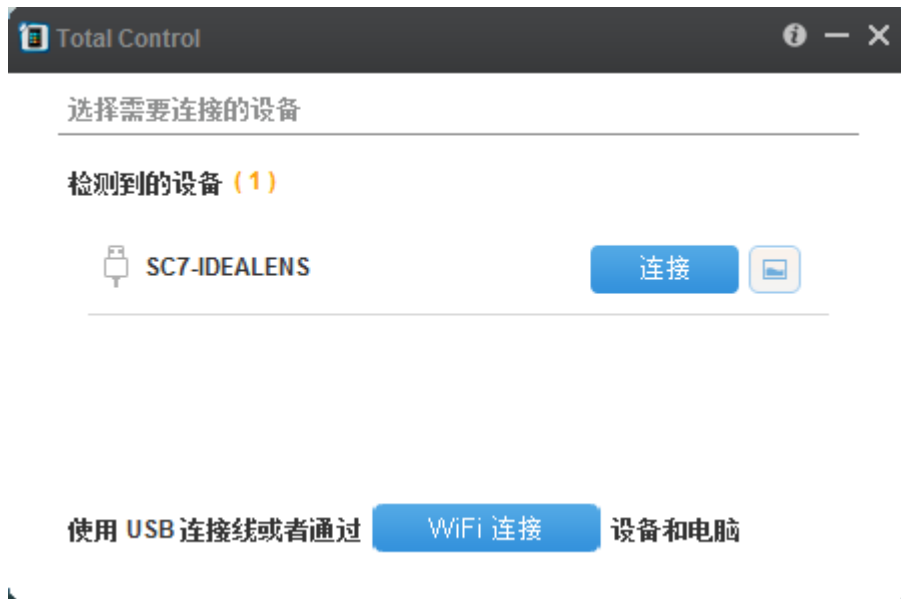 Total Control
选择需要连接的设备
检测到的设备（1）
SC7-IDEALENS 连接
使用 USB 连接线或者通过 WiFi 连接 设备和电脑